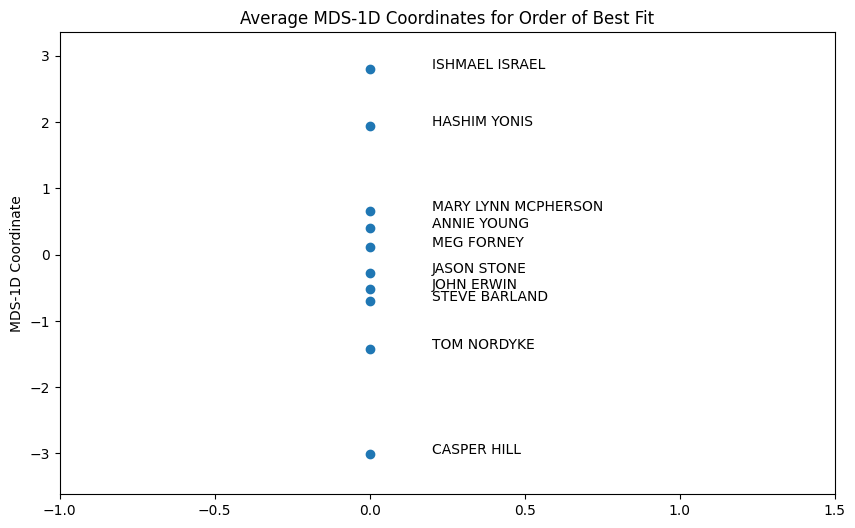 Average MDS-1D Coordinates for Order of Best Fit
MDS-1D Coordinate
3
2
1
0
−1
−2
−3
ISHMAEL ISRAEL
HASHIM YONIS
MARY LYNN MCPHERSON
ANNIE YOUNG
MEG FORNEY
JASON STONE
JOHN ERWIN
STEVE BARLAND
TOM NORDYKE
CASPER HILL
−1.0 −0.5 0.0 0.5 1.0 1.5